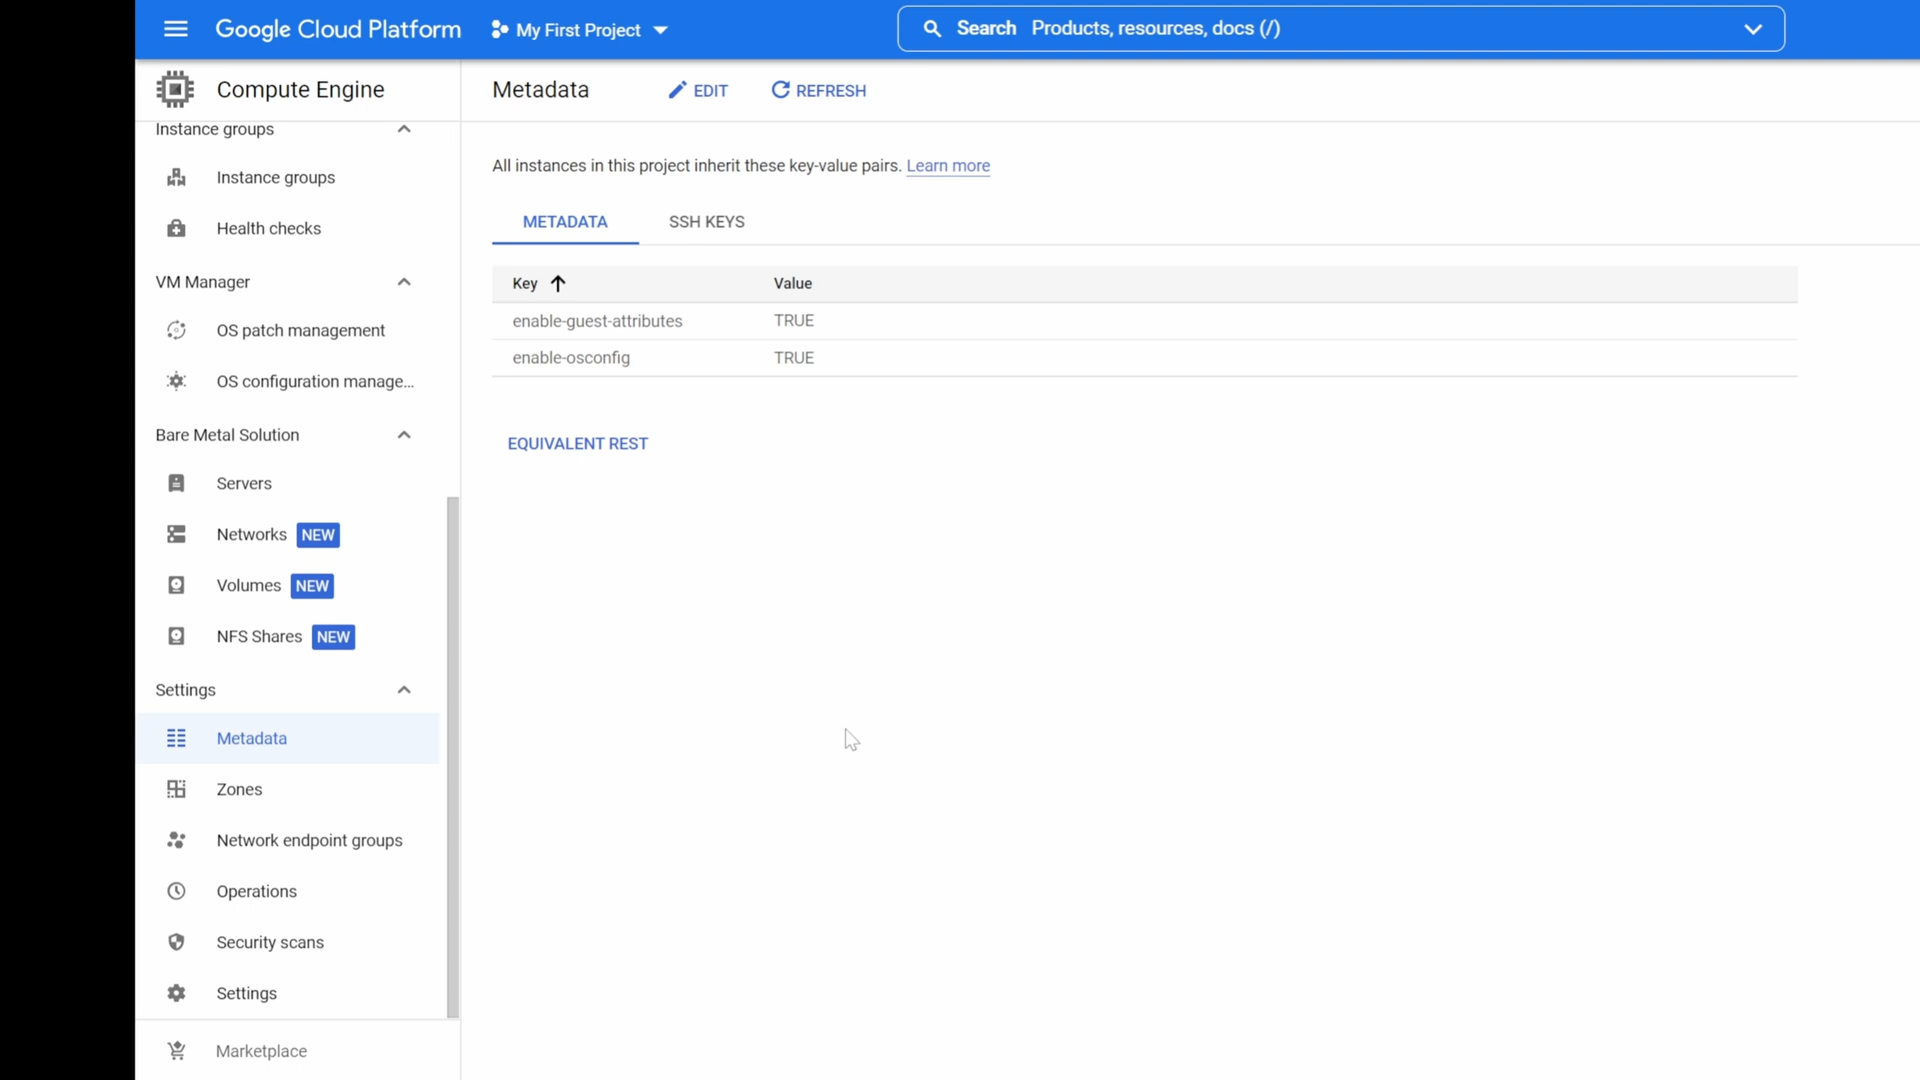 Google Cloud Platform
My First Project
Search Products, resources, docs (/)
Compute Engine
Metadata
EDIT
REFRESH
Instance groups
Instance groups
Health checks
VM Manager
OS patch management
OS configuration manage...
Bare Metal Solution
Servers
Networks NEW
Volumes NEW
NFS Shares NEW
Settings
Metadata
Zones
Network endpoint groups
Operations
Security scans
Settings
Marketplace
All instances in this project inherit these key-value pairs. Learn more
METADATA SSH KEYS
Key Value
enable-guest-attributes TRUE
enable-osconfig TRUE
EQUIVALENT REST